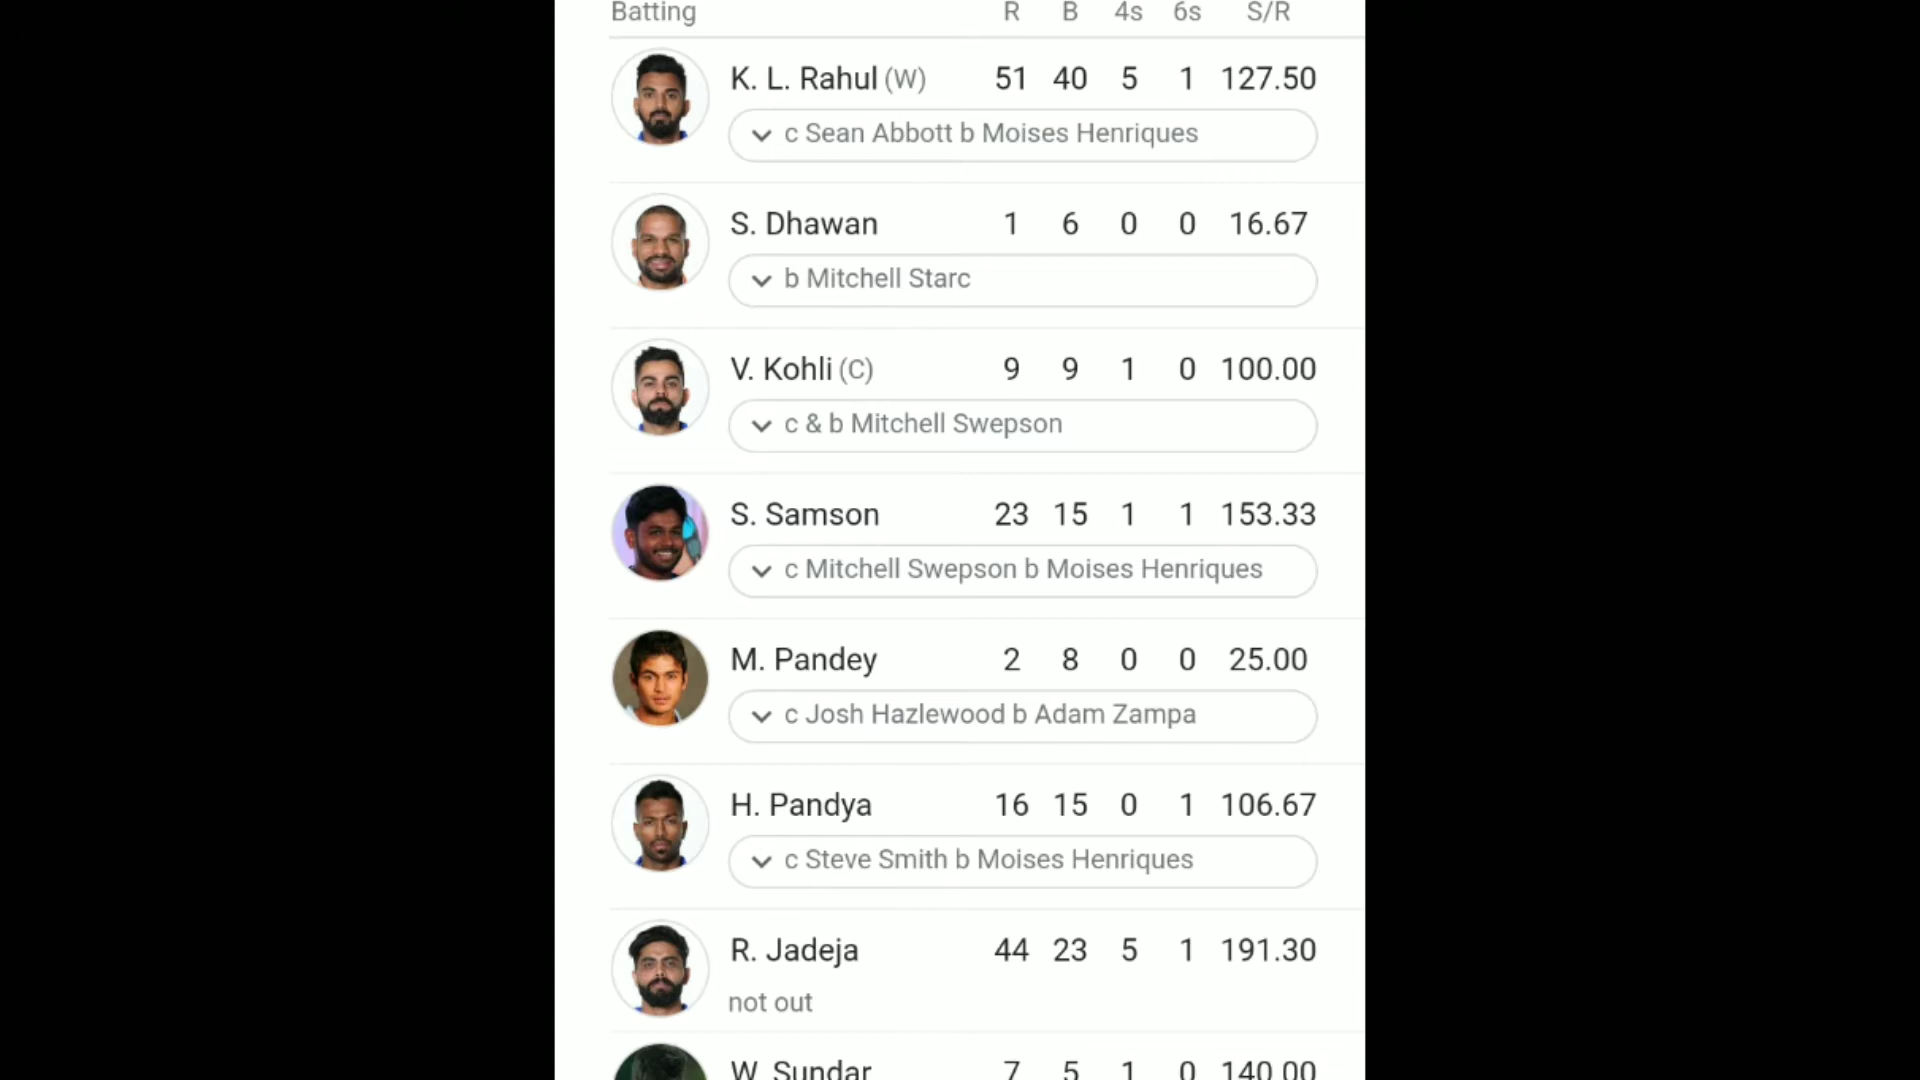 Batting R B 4s 6s S/R
K. L. Rahul (W) 51 40 5 1 127.50
c Sean Abbott b Moises Henriques
S. Dhawan 1 6 0 0 16.67
b Mitchell Starc
V. Kohli (C) 9 9 1 0 100.00
c & b Mitchell Swepson
S. Samson 23 15 1 1 153.33
c Mitchell Swepson b Moises Henriques
M. Pandey 2 8 0 0 25.00
c Josh Hazlewood b Adam Zampa
H. Pandya 16 15 0 1 106.67
c Steve Smith b Moises Henriques
R. Jadeja 44 23 5 1 191.30
not out
W. Sundar 7 5 1 0 140.00